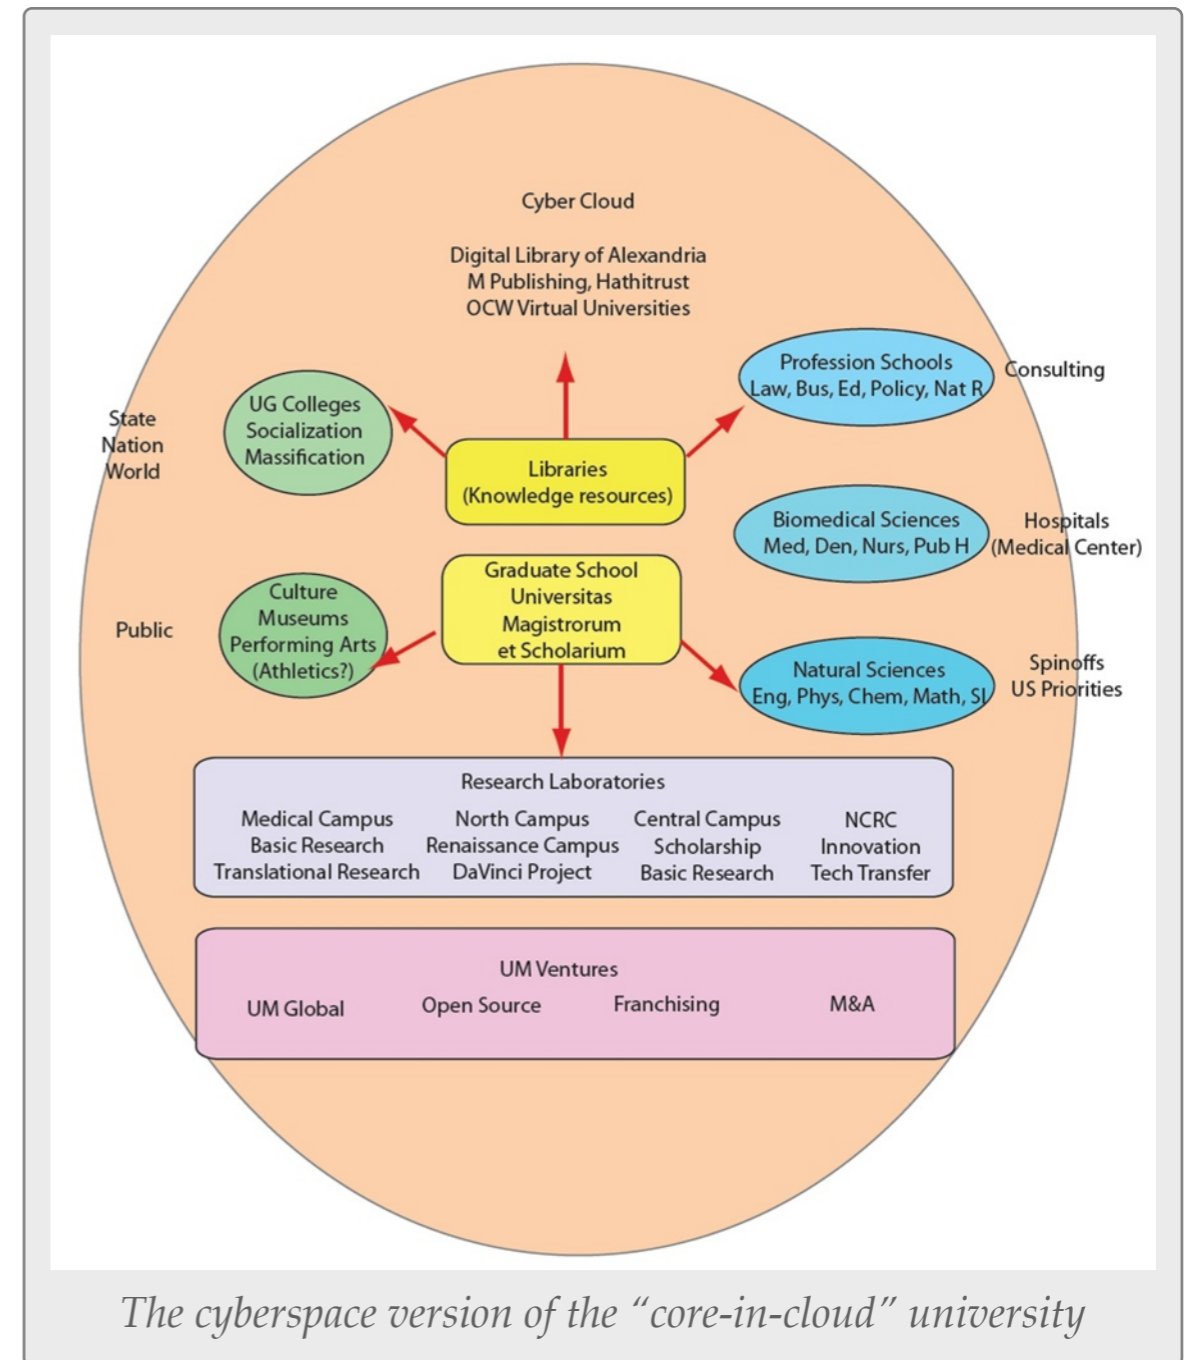 Cyber Cloud
Digital Library of Alexandria
M Publishing, Hathitrust
OCW Virtual Universities
UG Colleges
Socialization
Massification
State
Nation
World
Libraries
(Knowledge resources)
Profession Schools
Law, Bus, Ed, Policy, Nat R
Consulting
Biomedical Sciences
Med, Den, Nurs, Pub H
Hospitals
(Medical Center)
Graduate School
Universitas
Magistrorum
et Scholarium
Culture
Museums
Performing Arts
(Athletics?)
Public
Natural Sciences
Eng, Phys, Chem, Math, SI
Spinoffs
US Priorities
Research Laboratories
Medical Campus
Basic Research
Translational Research
North Campus
Renaissance Campus
DaVinci Project
Central Campus
Scholarship
Basic Research
NCRC
Innovation
Tech Transfer
UM Ventures
UM Global
Open Source
Franchising
M&A
The cyberspace version of the “core-in-cloud” university